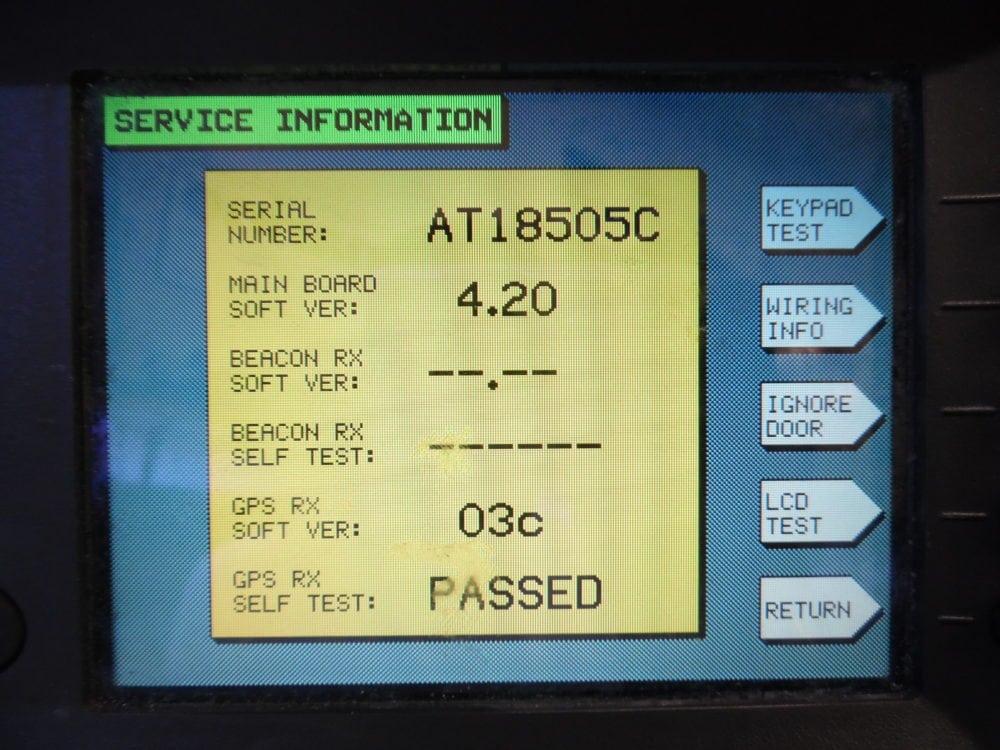 SERVICE INFORMATION
SERIAL
NUMBER: AT18505C
MAIN BOARD
SOFT VER: 4.20
BEACON RX
SOFT VER: --.--
BEACON RX
SELF TEST: ------
GPS RX
SOFT VER: 03c
GPS RX
SELF TEST: PASSED
KEYPAD
TEST
WIRING
INFO
IGNORE
DOOR
LCD
TEST
RETURN